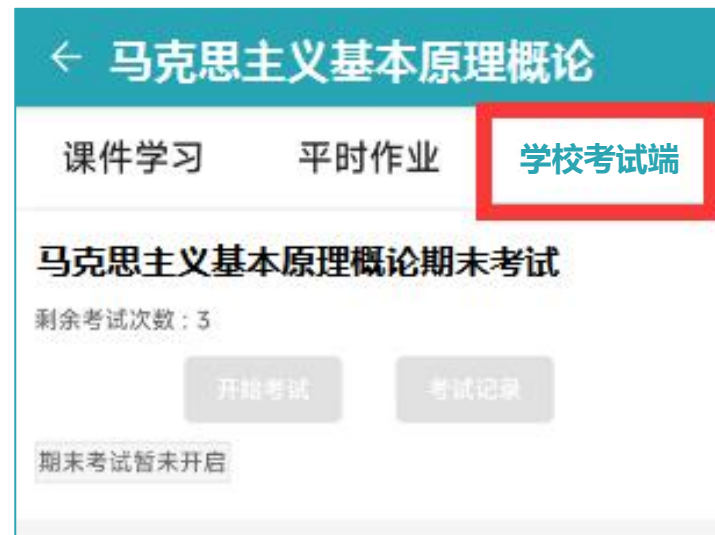 ← 马克思主义基本原理概论
课件学习 平时作业 学校考试端
马克思主义基本原理概论期末考试
剩余考试次数：3
开始考试 考试记录
期末考试暂未开启